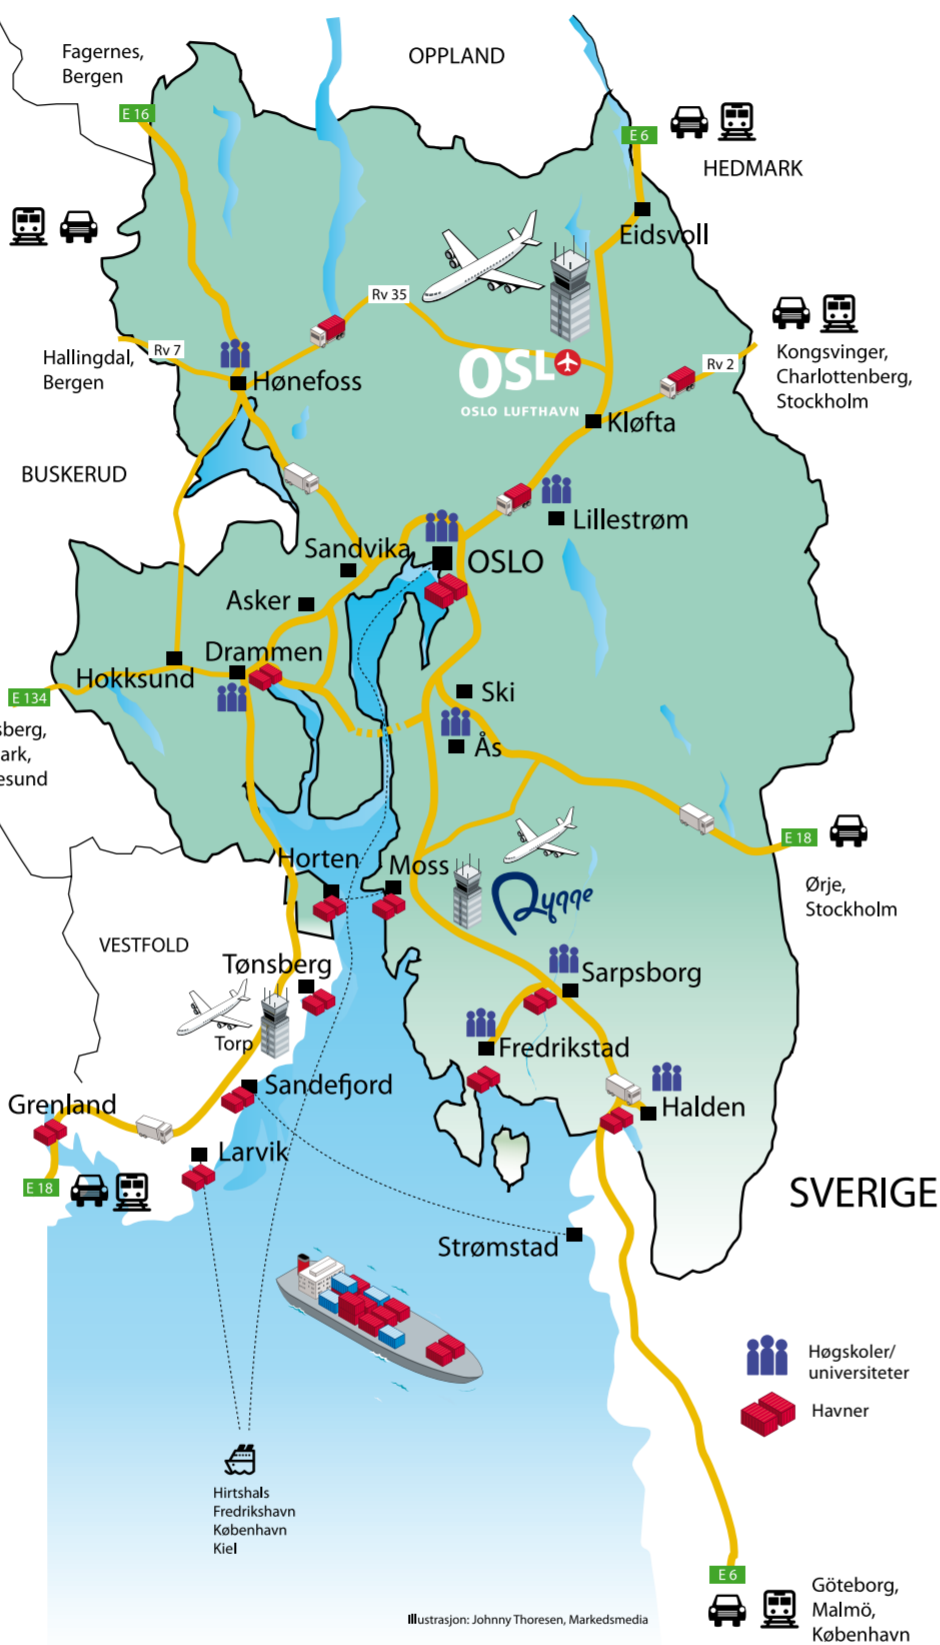 OPPLAND
Fagernes,
Bergen
E 16
E 6
HEDMARK
Eidsvoll
Rv 35
Hallingdal,
Bergen
Rv 7
Hønefoss
OSL
OSLO LUFTHAVN
Rv 2
Kongsvinger,
Charlottenberg,
Stockholm
Kløfta
BUSKERUD
Lillestrøm
Sandvika
OSLO
Asker
Drammen
Hokksund
Ski
E 134
sberg,
ark,
esund
Ås
E 18
Horten
Moss
Rygge
Ørje,
Stockholm
VESTFOLD
Tønsberg
Sarpsborg
Torp
Fredrikstad
Sandefjord
Grenland
Halden
Larvik
E 18
SVERIGE
Strømstad
Høgskoler/
universiteter
Havner
Hirtshals
Fredrikshavn
København
Kiel
E 6
Göteborg,
Malmö,
København
Illustrasjon: Johnny Thoresen, Markedsmedia